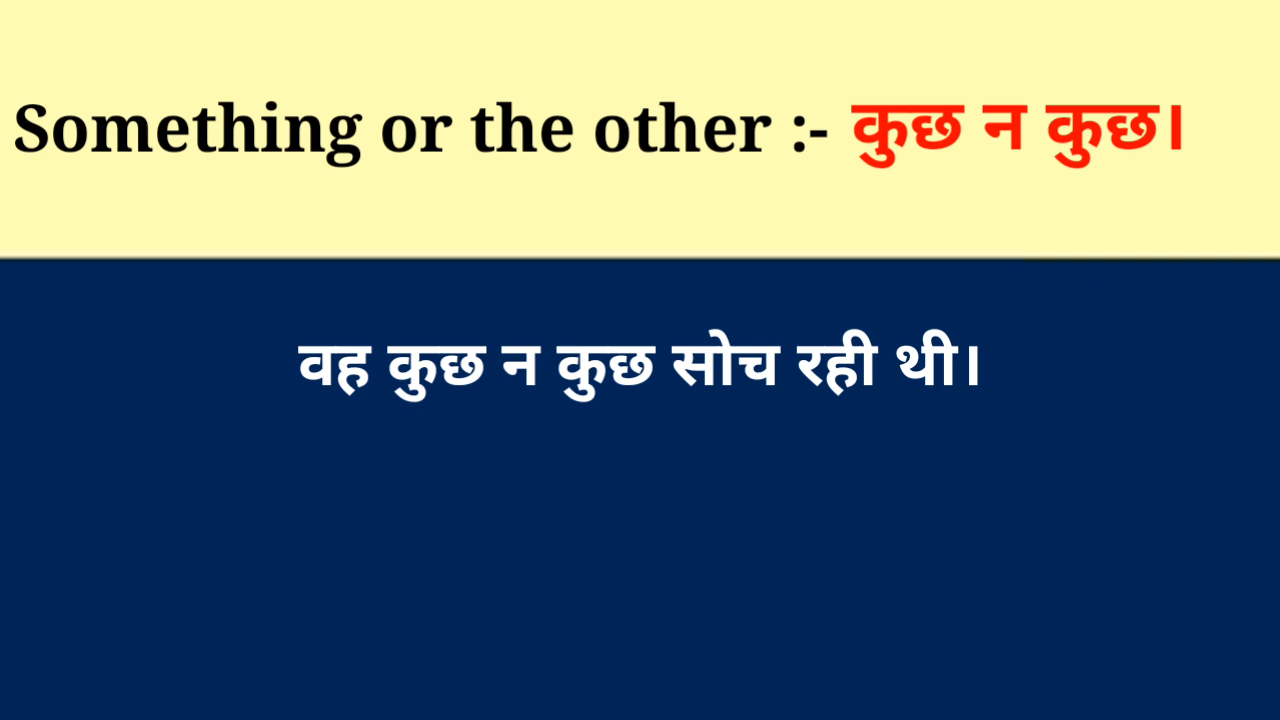 Something or the other :- कुछ न कुछ।
वह कुछ न कुछ सोच रही थी।